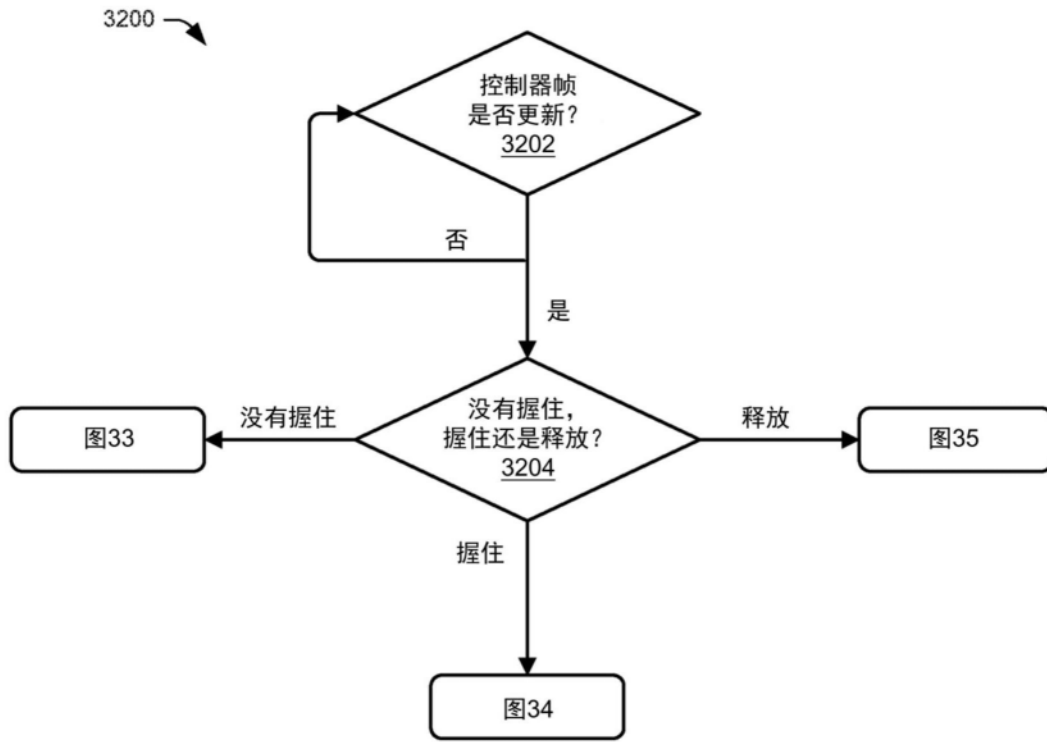 3200
控制器帧
是否更新？
3202
否
是
没有握住，
握住还是释放？
3204
没有握住
释放
图33
图35
握住
图34